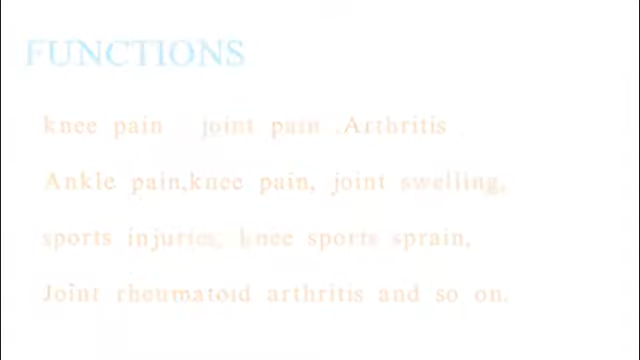 FUNCTIONS
knee pain joint pain .Arthritis
Ankle pain,knee pain, joint swelling,
sports injuries, knee sports sprain,
Joint rheumatoid arthritis and so on.